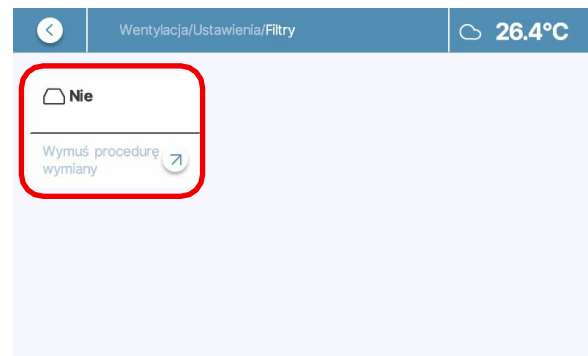 Wentylacja/Ustawienia/Filtry
26.4°C
Nie
Wymuś procedurę
wymiany